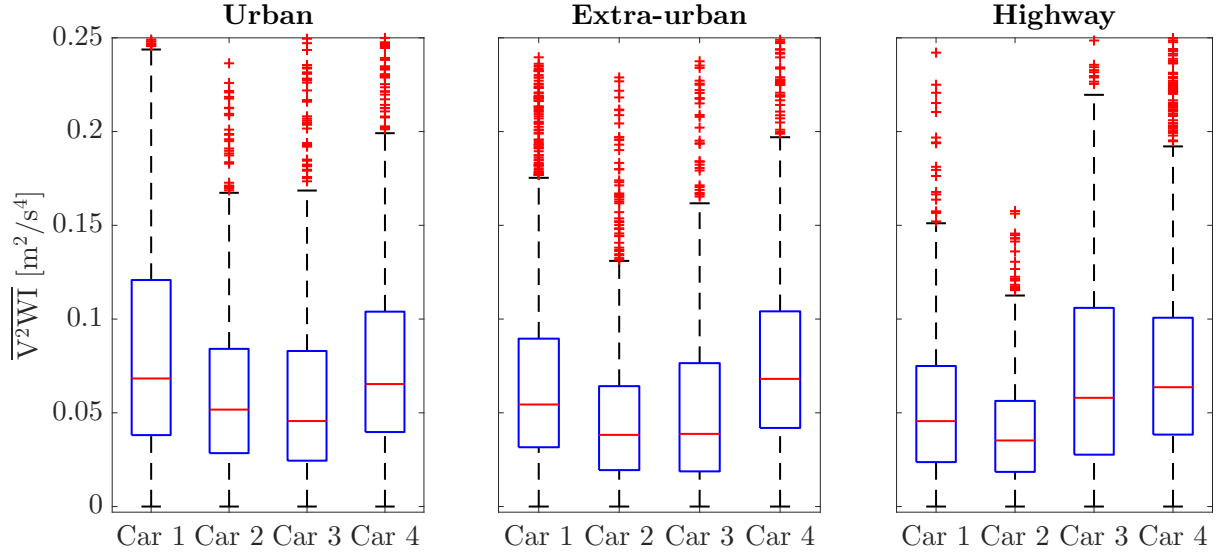 Urban Extra-urban Highway
0.25
0.2
0.15
0.1
0.05
0
V²WI [m²/s⁴]
Car 1 Car 2 Car 3 Car 4 Car 1 Car 2 Car 3 Car 4 Car 1 Car 2 Car 3 Car 4